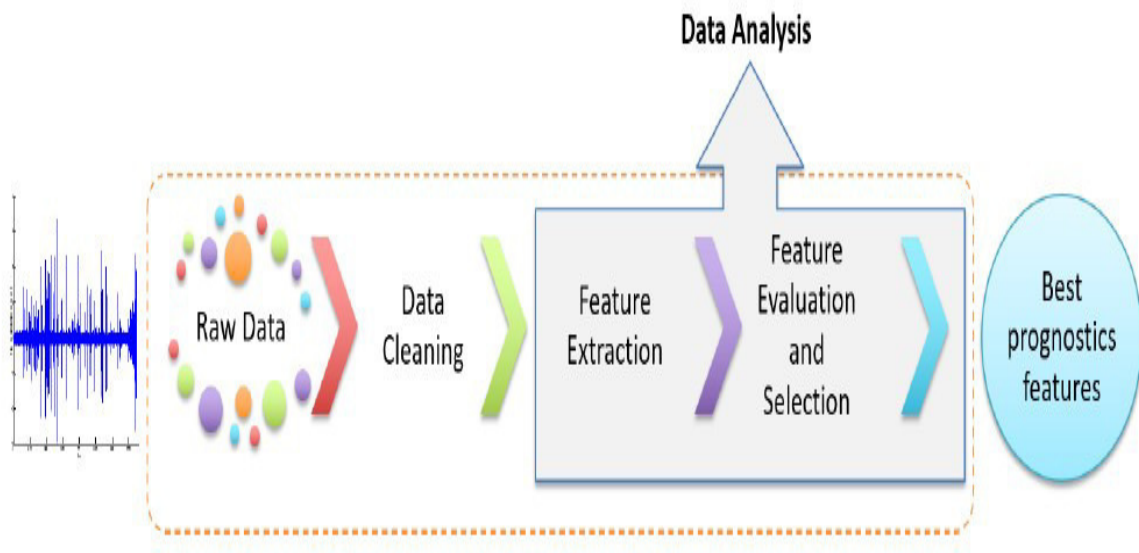 Data Analysis
Raw Data
Data
Cleaning
Feature
Extraction
Feature
Evaluation
and
Selection
Best
prognostics
features